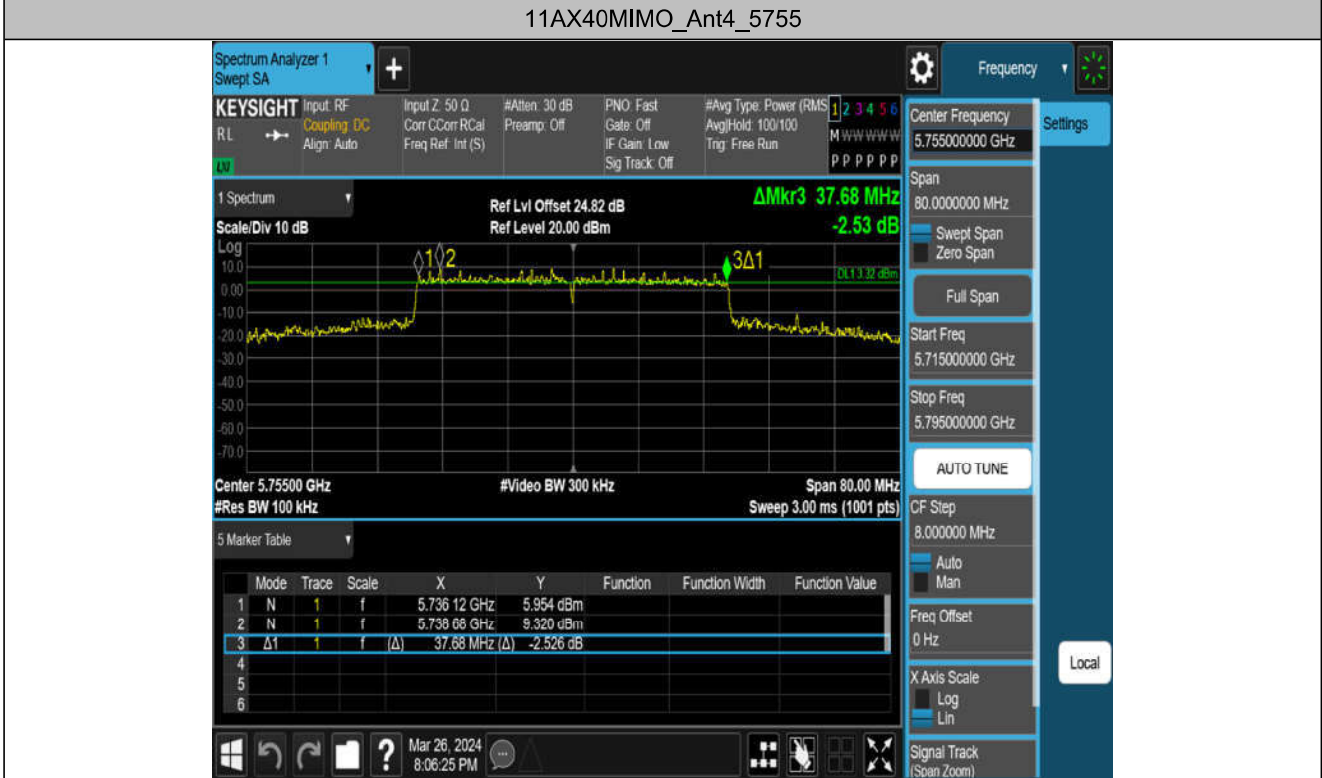 11AX40MIMO_Ant4_5755
Spectrum Analyzer 1
Swept SA
+
Frequency
KEYSIGHT
RL
LXI
Input: RF
Coupling: DC
Align: Auto
Input Z: 50 Ω
Corr CCorr RCal
Freq Ref: Int (S)
#Atten: 30 dB
Preamp: Off
PNO: Fast
Gate: Off
IF Gain: Low
Sig Track: Off
#Avg Type: Power (RMS
Avg|Hold: 100/100
Trig: Free Run
1 2 3 4 5 6
M W W W W W
P P P P P P
Center Frequency
5.755000000 GHz
Settings
Span
80.0000000 MHz
Swept Span
Zero Span
Full Span
Start Freq
5.715000000 GHz
Stop Freq
5.795000000 GHz
AUTO TUNE
CF Step
8.000000 MHz
Auto
Man
Freq Offset
0 Hz
X Axis Scale
Log
Lin
Signal Track
(Span Zoom)
Local
1 Spectrum
Scale/Div 10 dB
Log
Ref Lvl Offset 24.82 dB
Ref Level 20.00 dBm
ΔMkr3 37.68 MHz
-2.53 dB
1 2
3Δ1
DL1 3.32 dBm
10.0
0.00
-10.0
-20.0
-30.0
-40.0
-50.0
-60.0
-70.0
Center 5.75500 GHz
#Video BW 300 kHz
Span 80.00 MHz
#Res BW 100 kHz
Sweep 3.00 ms (1001 pts)
5 Marker Table
Mode Trace Scale X Y Function Function Width Function Value
1 N 1 f 5.736 12 GHz 5.954 dBm
2 N 1 f 5.738 68 GHz 9.320 dBm
3 Δ1 1 f (Δ) 37.68 MHz (Δ) -2.526 dB
4
5
6
?
Mar 26, 2024
8:06:25 PM